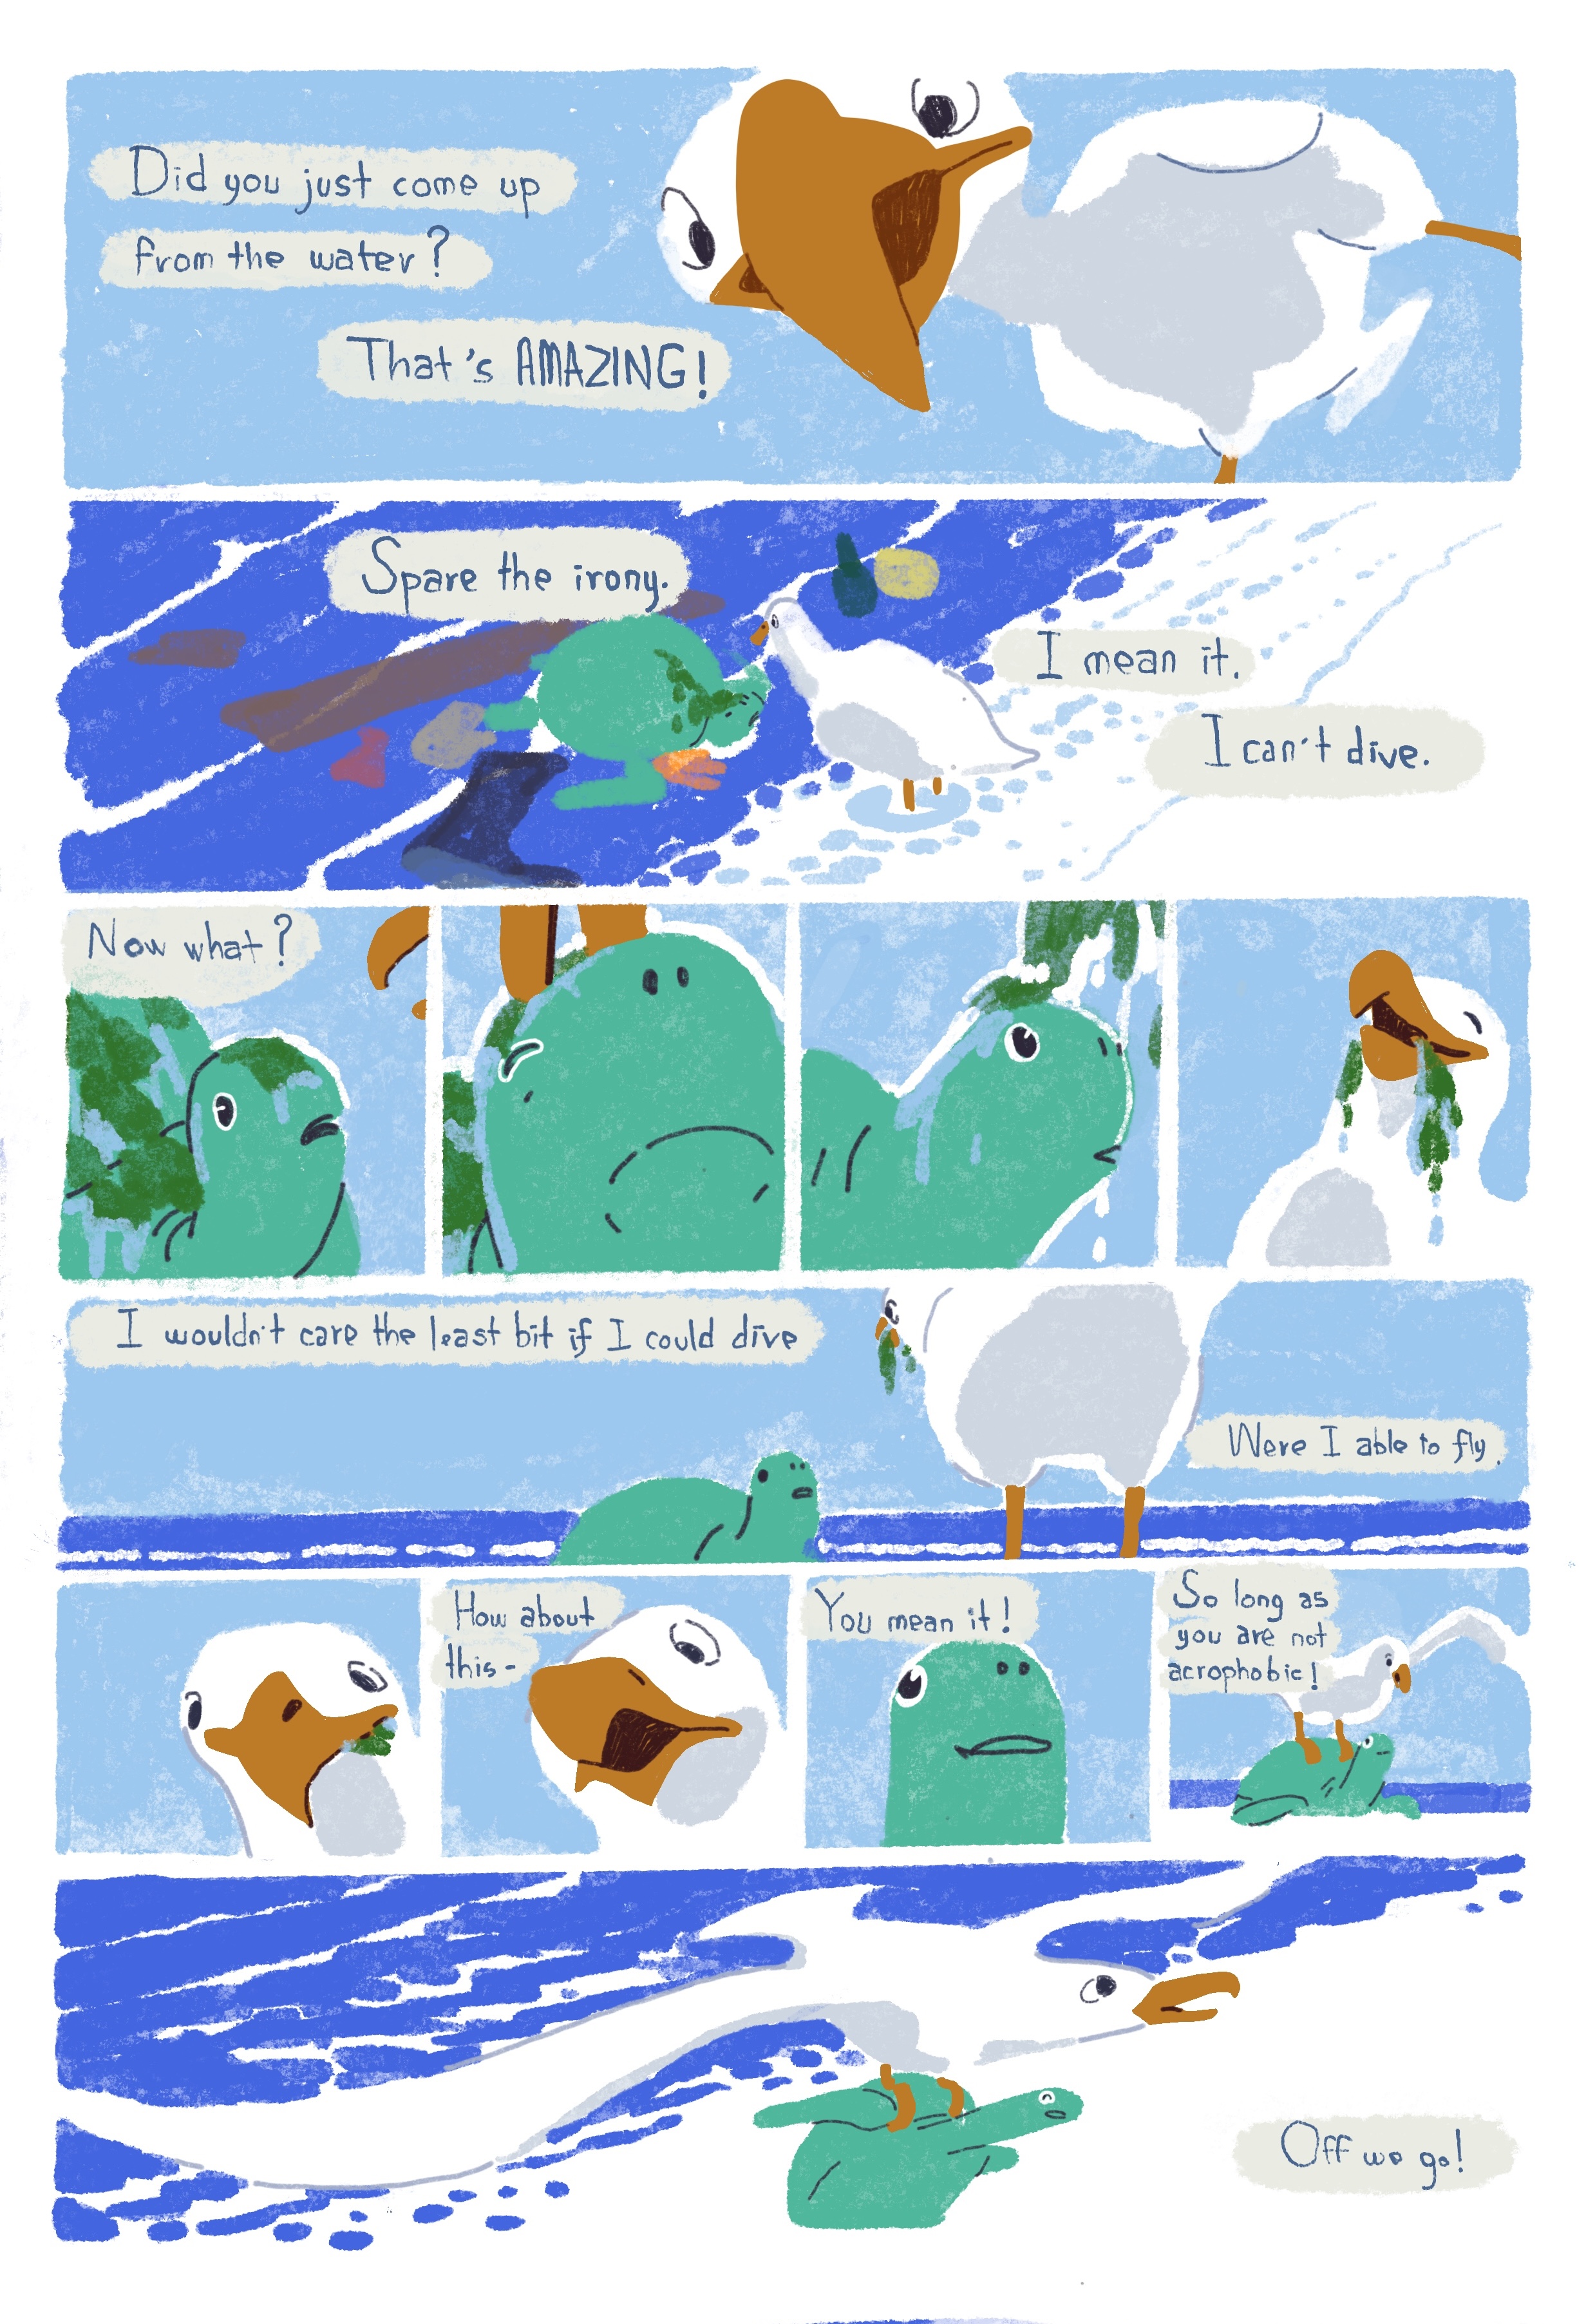 Did you just come up
from the water?
That's AMAZING!
Spare the irony.
I mean it.
I can't dive.
Now what?
I wouldn't care the least bit if I could dive
Were I able to fly.
How about
this-
You mean it!
So long as
you are not
acrophobic!
Off we go!